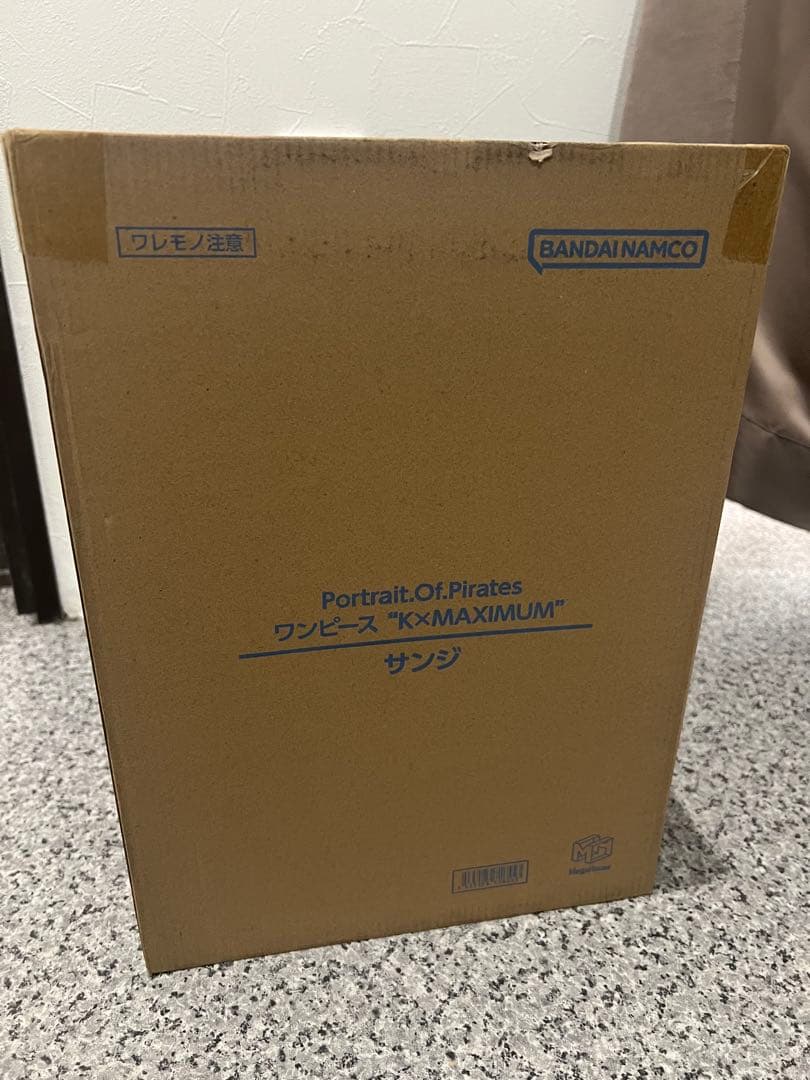 ワレモノ注意
BANDAI NAMCO
Portrait.Of.Pirates
ワンピース “K×MAXIMUM”
サンジ
MegaHouse